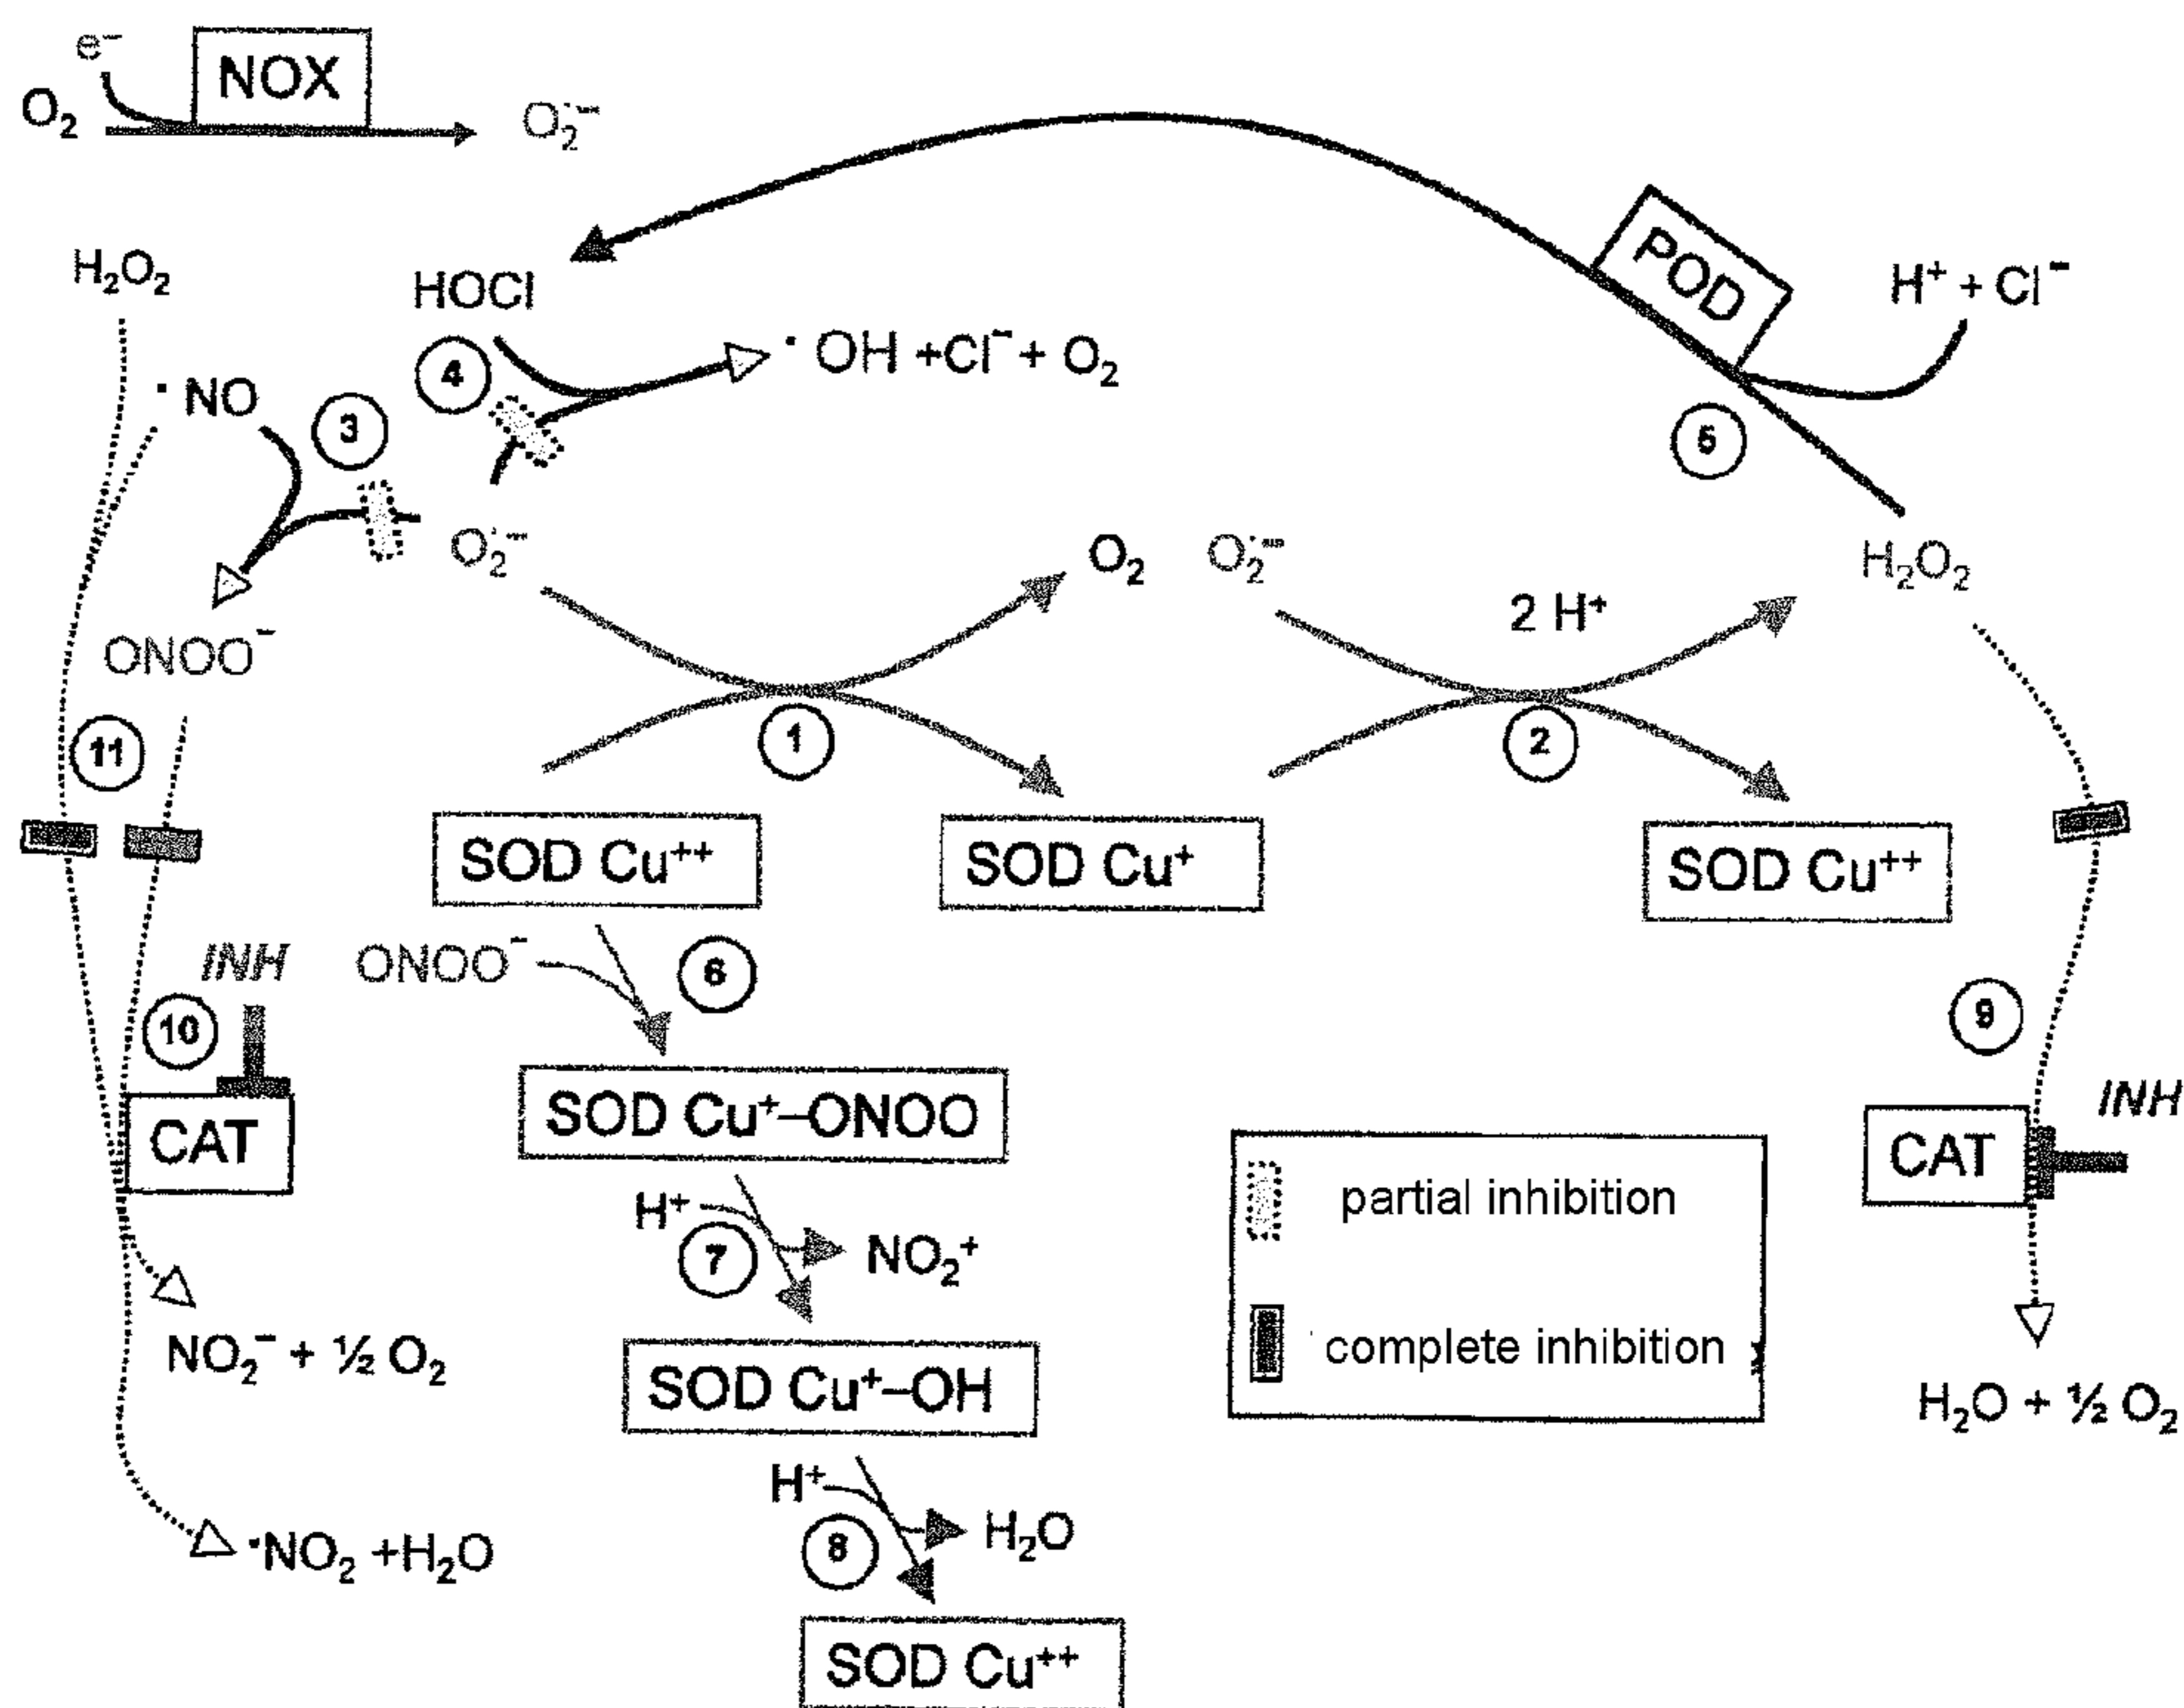 e⁻
NOX
O₂
O₂·⁻
POD
H⁺ + Cl⁻
H₂O₂
HOCl
4
· OH +Cl⁻+ O₂
· NO
3
5
O₂·⁻
O₂
O₂·⁻
H₂O₂
2 H⁺
ONOO⁻
11
1
2
SOD Cu⁺⁺
SOD Cu⁺
SOD Cu⁺⁺
INH
ONOO⁻
6
10
9
CAT
SOD Cu⁺–ONOO
INH
CAT
H⁺
7
NO₂⁺
partial inhibition
NO₂⁻ + ½ O₂
SOD Cu⁺–OH
complete inhibition
H₂O + ½ O₂
H⁺
8
H₂O
·NO₂ +H₂O
SOD Cu⁺⁺